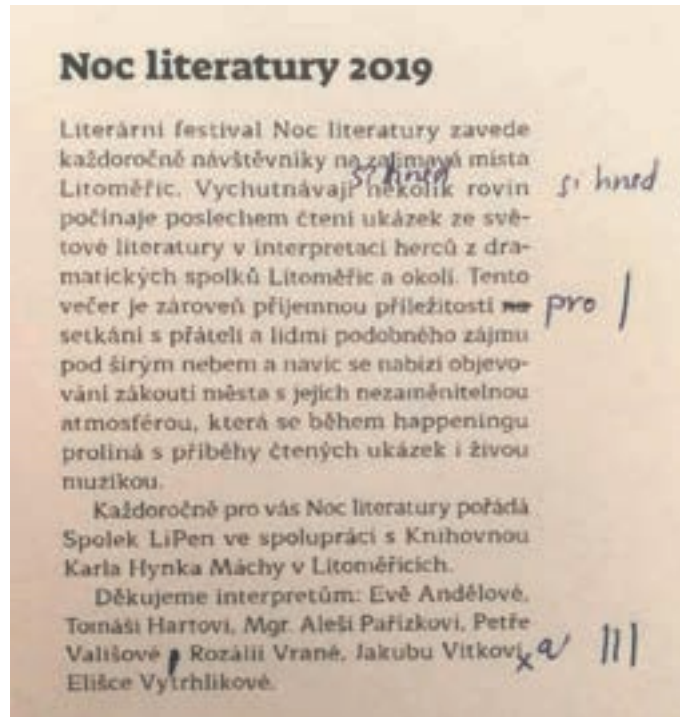 Noc literatury 2019
Literární festival Noc literatury zavede
každoročně návštěvníky na zajímavá místa
si hned
Litoměřic. Vychutnávají několik rovin si hned
počínaje poslechem čtení ukázek ze svě-
tové literatury v interpretaci herců z dra-
matických spolků Litoměřic a okolí. Tento
večer je zároveň příjemnou příležitostí na pro
setkání s přáteli a lidmi podobného zájmu
pod širým nebem a navíc se nabízí objevo-
vání zákoutí města s jejich nezaměnitelnou
atmosférou, která se během happeningu
prolíná s příběhy čtených ukázek i živou
muzikou.
Každoročně pro vás Noc literatury pořádá
Spolek LiPen ve spolupráci s Knihovnou
Karla Hynka Máchy v Litoměřicích.
Děkujeme interpretům: Evě Andělové,
Tomáši Hartovi, Mgr. Aleši Pařízkovi, Petře
Vališové, Rozálii Vrané, Jakubu Vítkovi a
Elišce Vytrhlíkové.